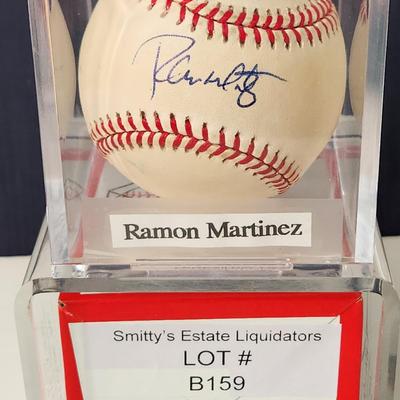 Ramon Martinez
Smitty's Estate Liquidators
LOT #
B159